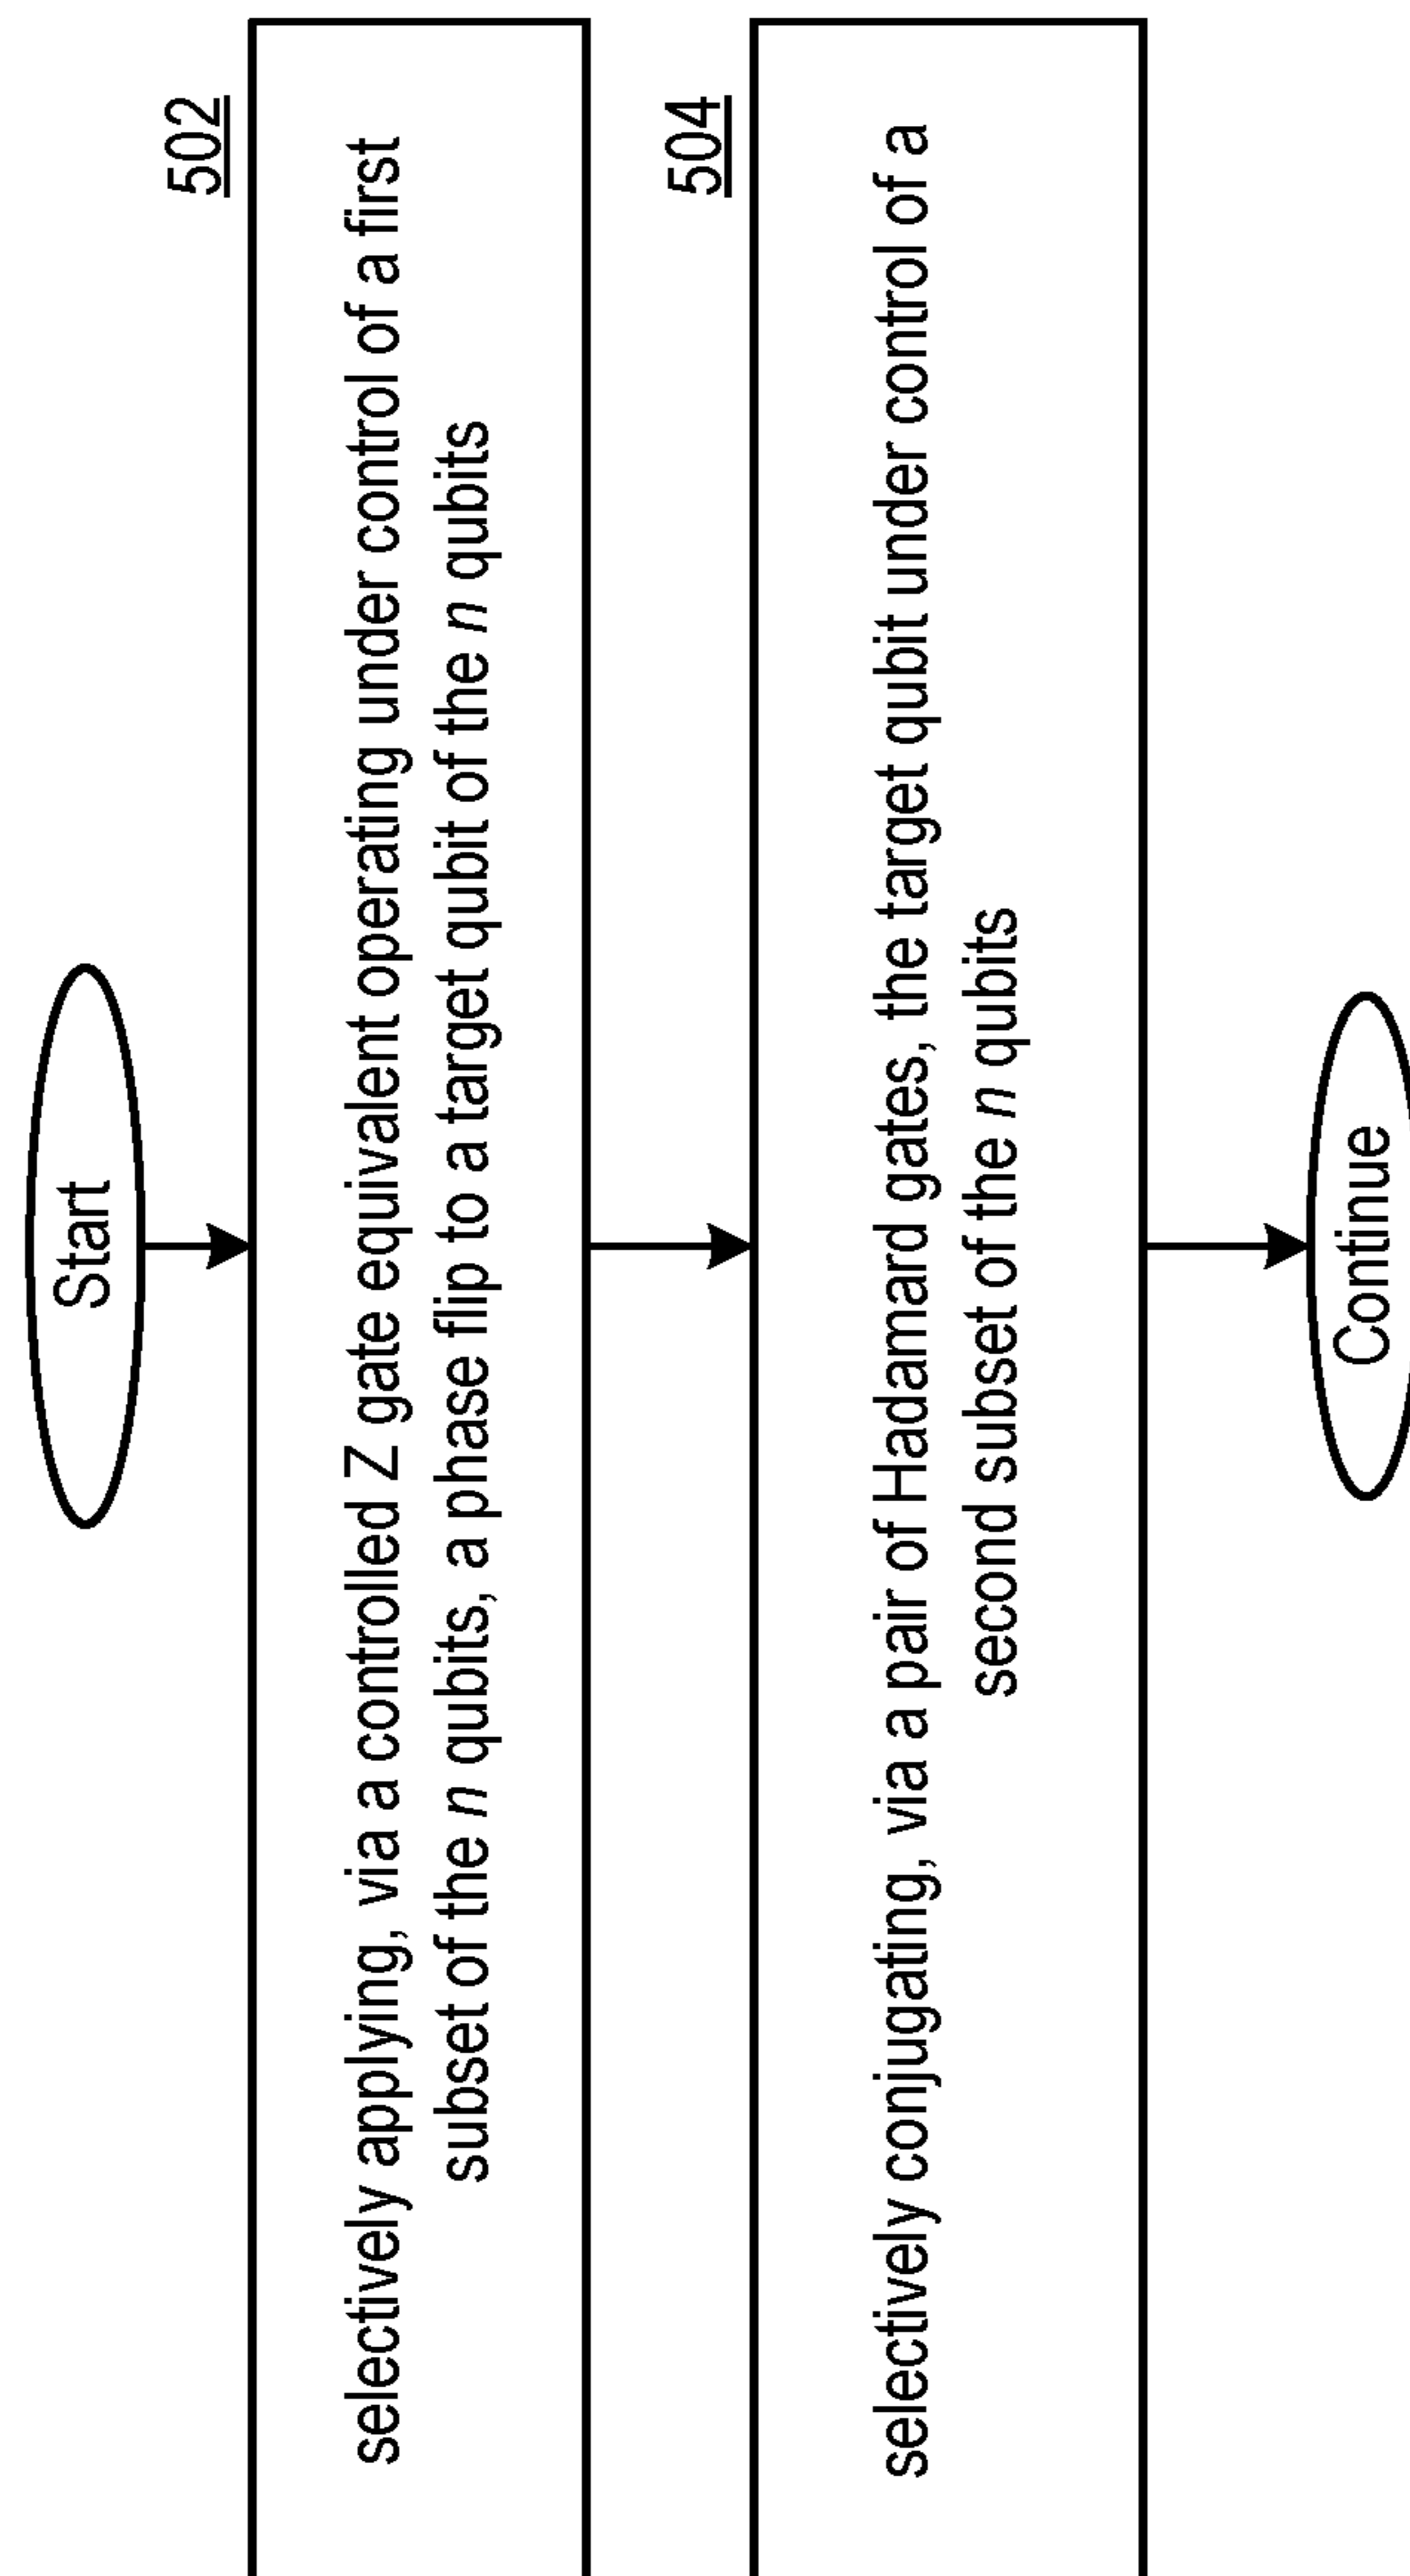 Start
502
selectively applying, via a controlled Z gate equivalent operating under control of a first
subset of the n qubits, a phase flip to a target qubit of the n qubits
504
selectively conjugating, via a pair of Hadamard gates, the target qubit under control of a
second subset of the n qubits
Continue